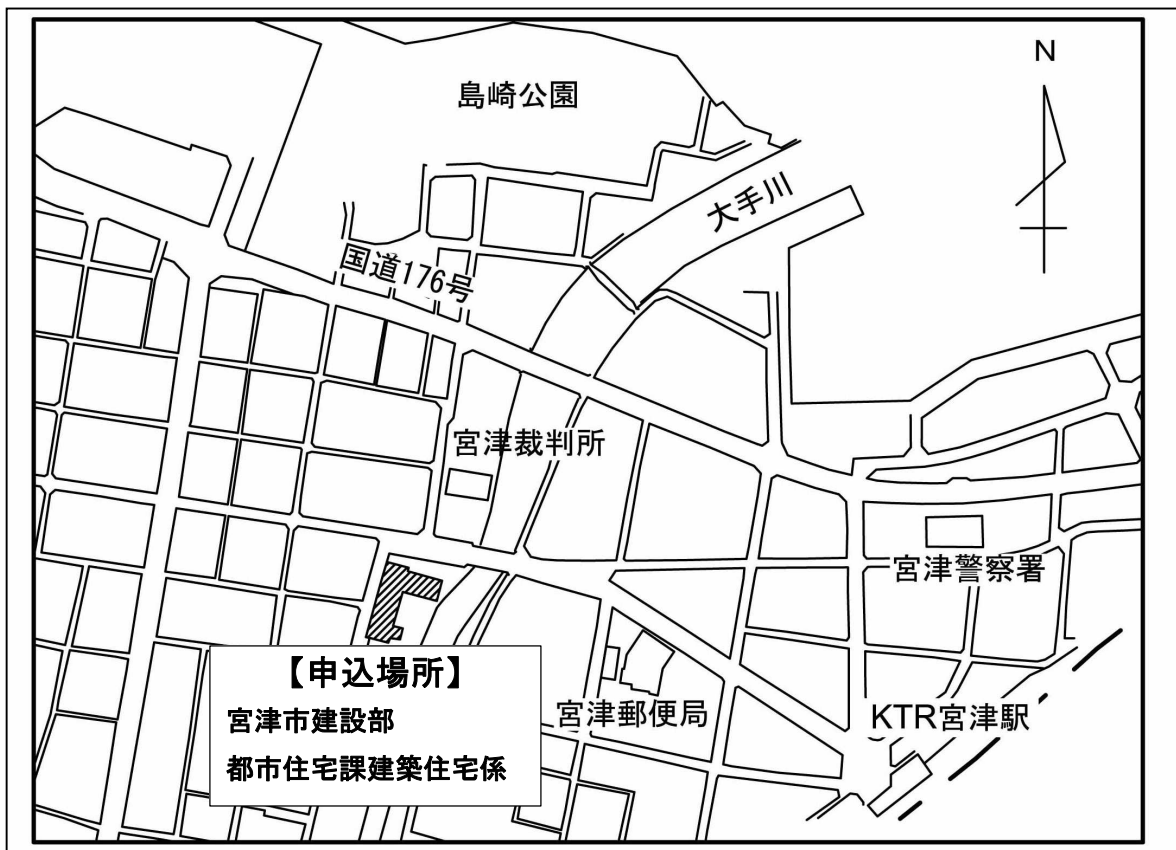 N
島崎公園
大手川
国道176号
宮津裁判所
宮津警察署
【申込場所】
宮津市建設部
都市住宅課建築住宅係
宮津郵便局
KTR宮津駅